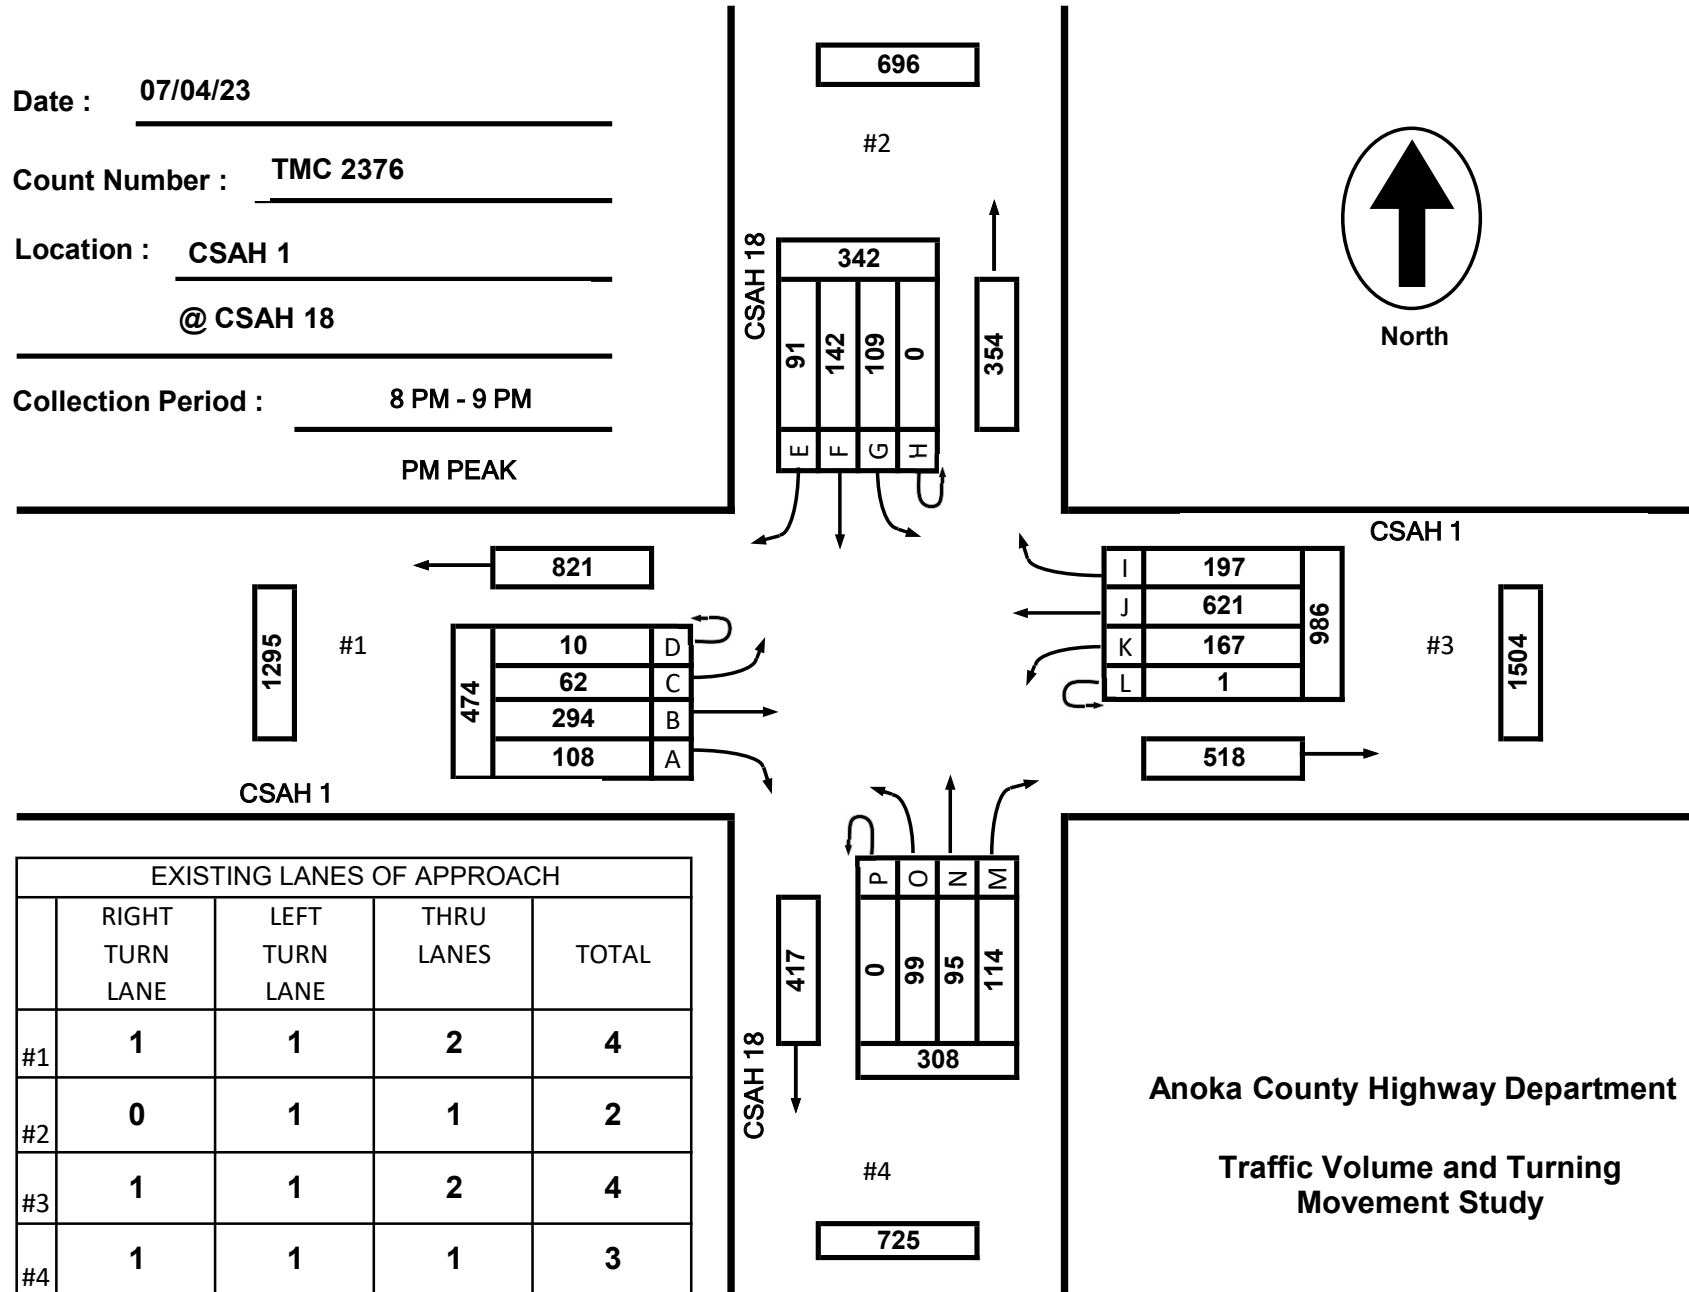 Date : 07/04/23
Count Number : TMC 2376
Location : CSAH 1
@ CSAH 18
Collection Period : 8 PM - 9 PM
PM PEAK
696
#2
CSAH 18
342
91 142 109 0
E F G H
354
North
CSAH 1
821
1295
#1
474
10 D
62 C
294 B
108 A
CSAH 1
I 197
J 621
K 167
L 1
986
#3
1504
518
P O N M
0 99 95 114
308
417
CSAH 18
#4
725
EXISTING LANES OF APPROACH
RIGHT TURN LANE
LEFT TURN LANE
THRU LANES
TOTAL
#1 1 1 2 4
#2 0 1 1 2
#3 1 1 2 4
#4 1 1 1 3
Anoka County Highway Department
Traffic Volume and Turning
Movement Study